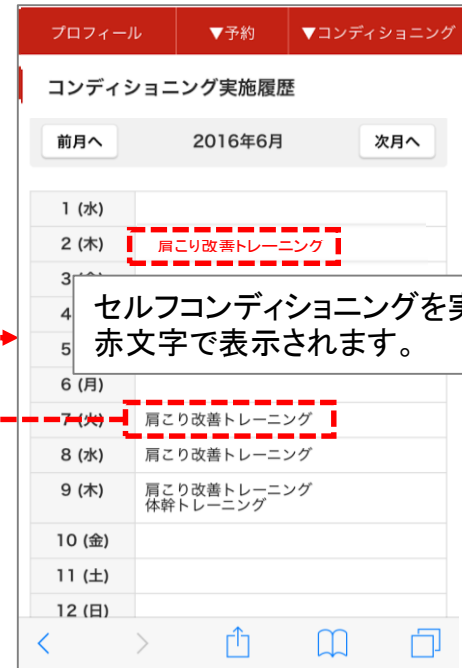 プロフィール ▼予約 ▼コンディショニング
コンディショニング実施履歴
前月へ 2016年6月 次月へ
1 (水)
2 (木) 肩こり改善トレーニング
3
4
5
セルフコンディショニングを実
赤文字で表示されます。
6 (月)
7 (火) 肩こり改善トレーニング
8 (水) 肩こり改善トレーニング
9 (木) 肩こり改善トレーニング
体幹トレーニング
10 (金)
11 (土)
12 (日)